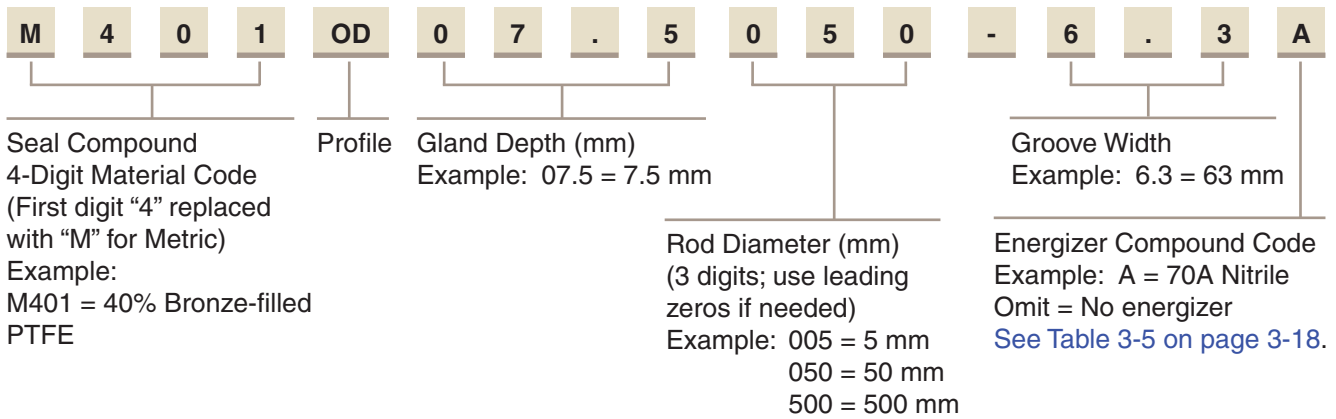 M 4 0 1 OD 0 7 . 5 0 5 0 - 6 . 3 A
Seal Compound
4-Digit Material Code
(First digit “4” replaced
with “M” for Metric)
Example:
M401 = 40% Bronze-filled
PTFE
Profile
Gland Depth (mm)
Example: 07.5 = 7.5 mm
Rod Diameter (mm)
(3 digits; use leading
zeros if needed)
Example: 005 = 5 mm
050 = 50 mm
500 = 500 mm
Groove Width
Example: 6.3 = 63 mm
Energizer Compound Code
Example: A = 70A Nitrile
Omit = No energizer
See Table 3-5 on page 3-18.